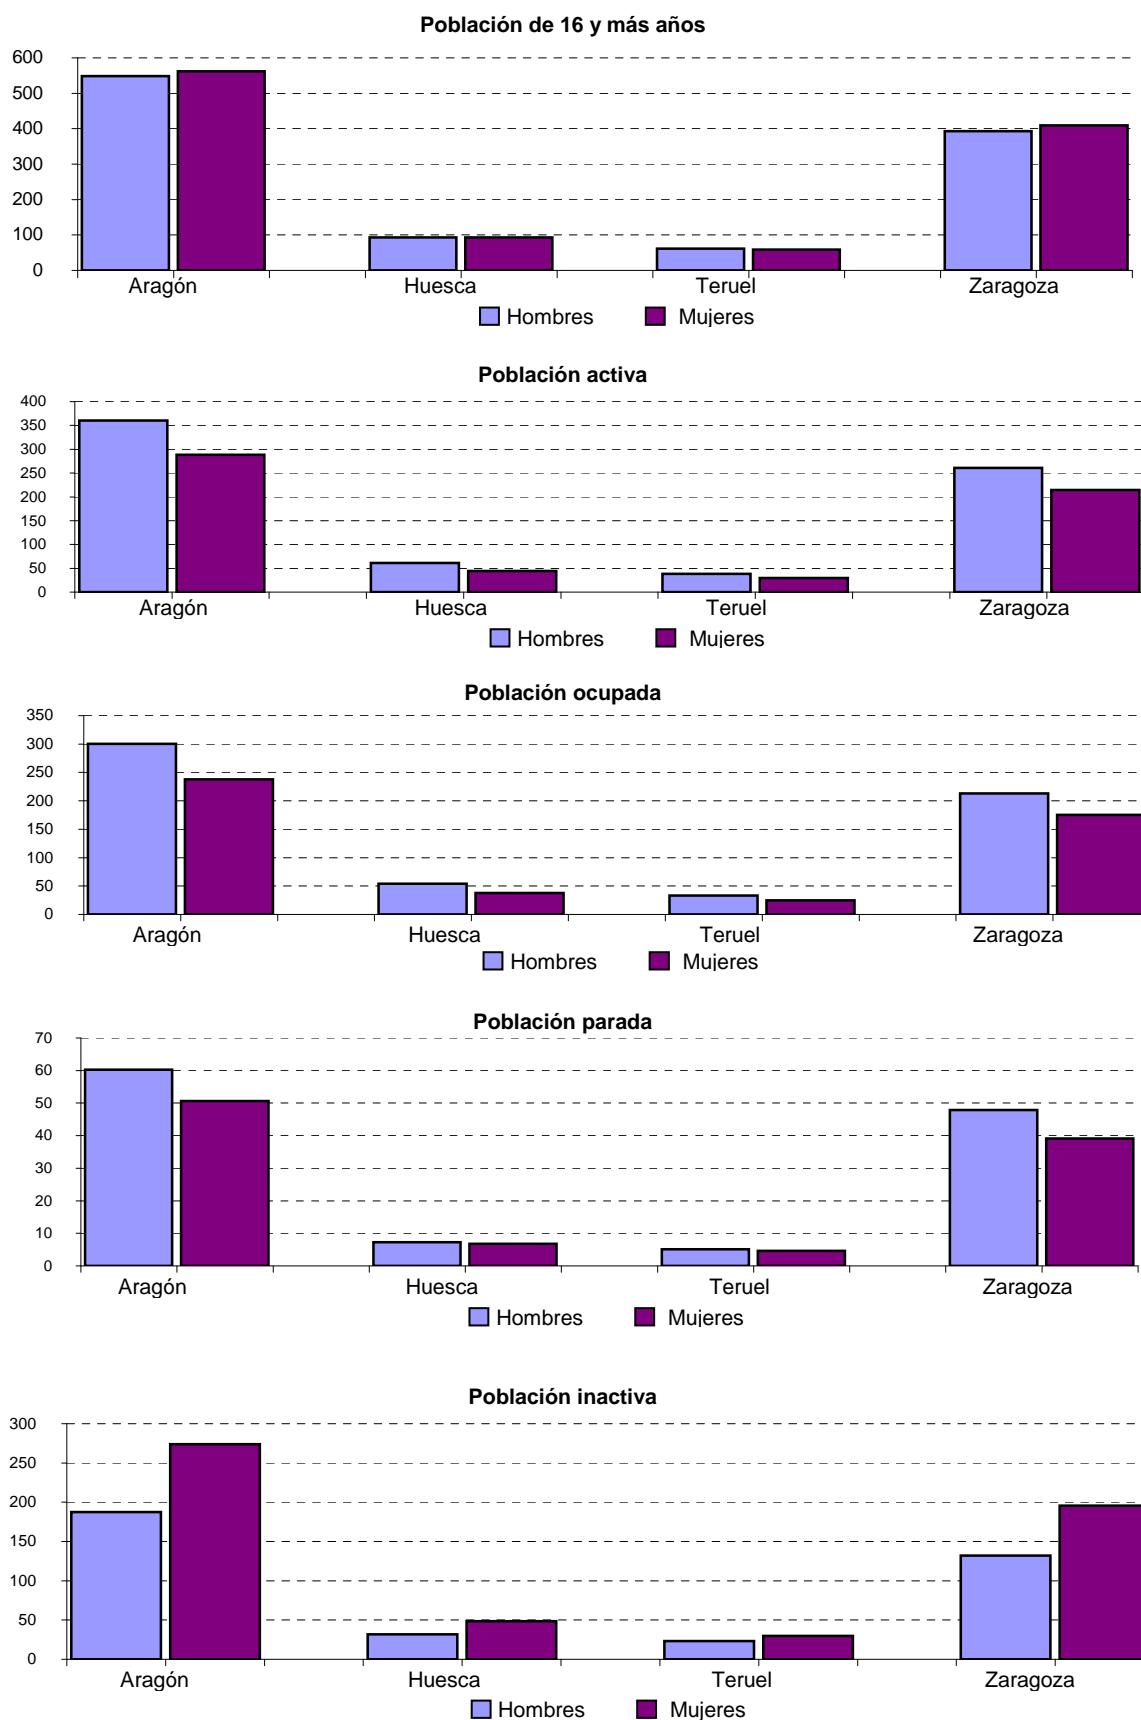 Población de 16 y más años
600
500
400
300
200
100
0
Aragón Huesca Teruel Zaragoza
Hombres Mujeres
Población activa
400
350
300
250
200
150
100
50
0
Aragón Huesca Teruel Zaragoza
Hombres Mujeres
Población ocupada
350
300
250
200
150
100
50
0
Aragón Huesca Teruel Zaragoza
Hombres Mujeres
Población parada
70
60
50
40
30
20
10
0
Aragón Huesca Teruel Zaragoza
Hombres Mujeres
Población inactiva
300
250
200
150
100
50
0
Aragón Huesca Teruel Zaragoza
Hombres Mujeres